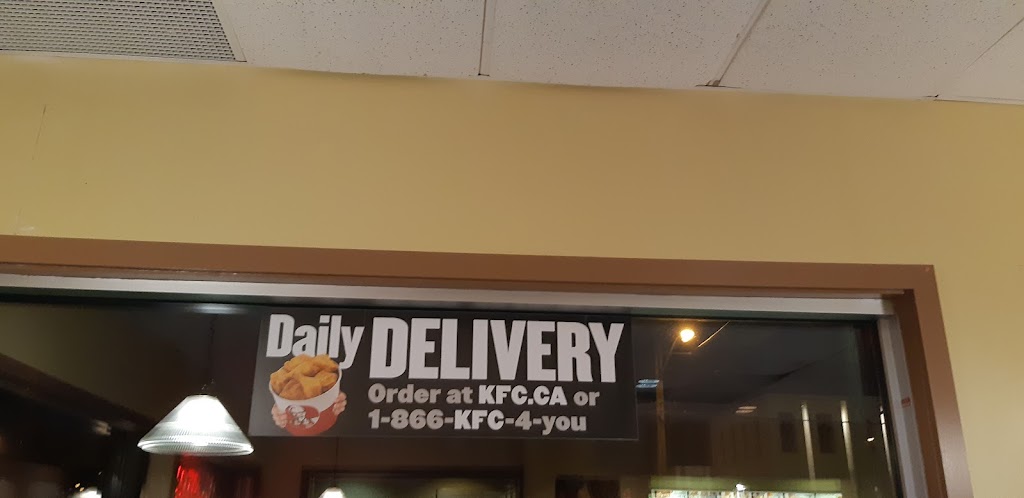 Daily DELIVERY
Order at KFC.CA or
1-866-KFC-4-you